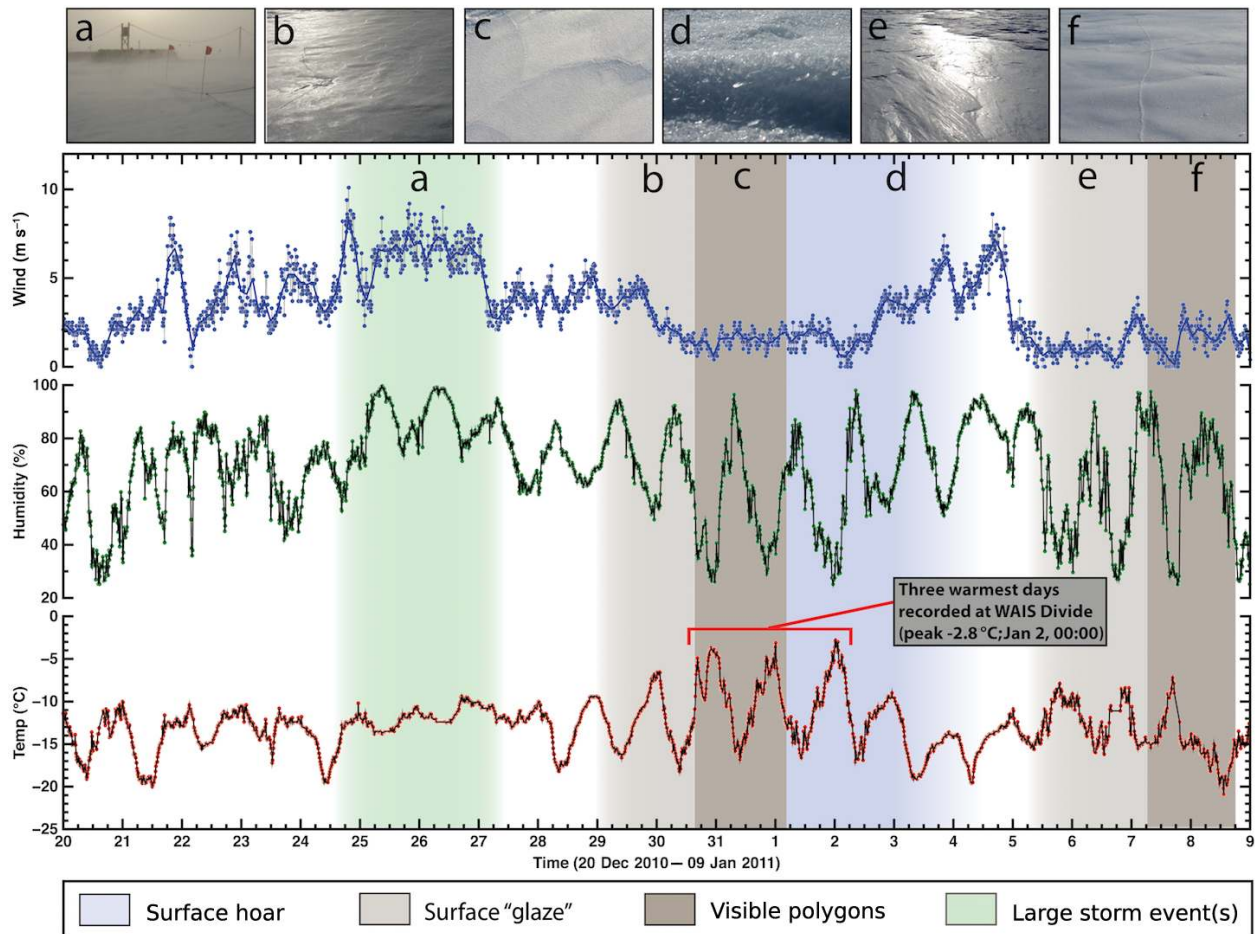 a
b
c
d
e
f
a
b
c
d
e
f
10
5
0
Wind (m s⁻¹)
100
80
60
40
20
Humidity (%)
Three warmest days
recorded at WAIS Divide
(peak -2.8 °C;Jan 2, 00:00)
0
−5
−10
−15
−20
−25
Temp (°C)
20 21 22 23 24 25 26 27 28 29 30 31 1 2 3 4 5 6 7 8 9
Time (20 Dec 2010 — 09 Jan 2011)
Surface hoar
Surface “glaze”
Visible polygons
Large storm event(s)